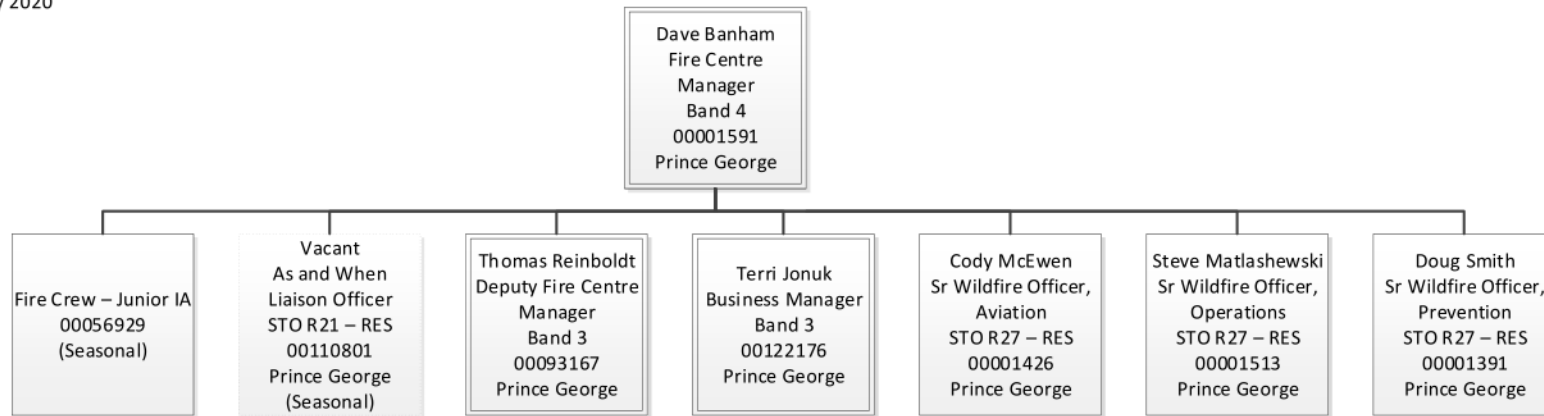 2020
Dave Banham
Fire Centre
Manager
Band 4
00001591
Prince George
Fire Crew – Junior IA
00056929
(Seasonal)
Vacant
As and When
Liaison Officer
STO R21 – RES
00110801
Prince George
(Seasonal)
Thomas Reinboldt
Deputy Fire Centre
Manager
Band 3
00093167
Prince George
Terri Jonuk
Business Manager
Band 3
00122176
Prince George
Cody McEwen
Sr Wildfire Officer,
Aviation
STO R27 – RES
00001426
Prince George
Steve Matlashewski
Sr Wildfire Officer,
Operations
STO R27 – RES
00001513
Prince George
Doug Smith
Sr Wildfire Officer,
Prevention
STO R27 – RES
00001391
Prince George